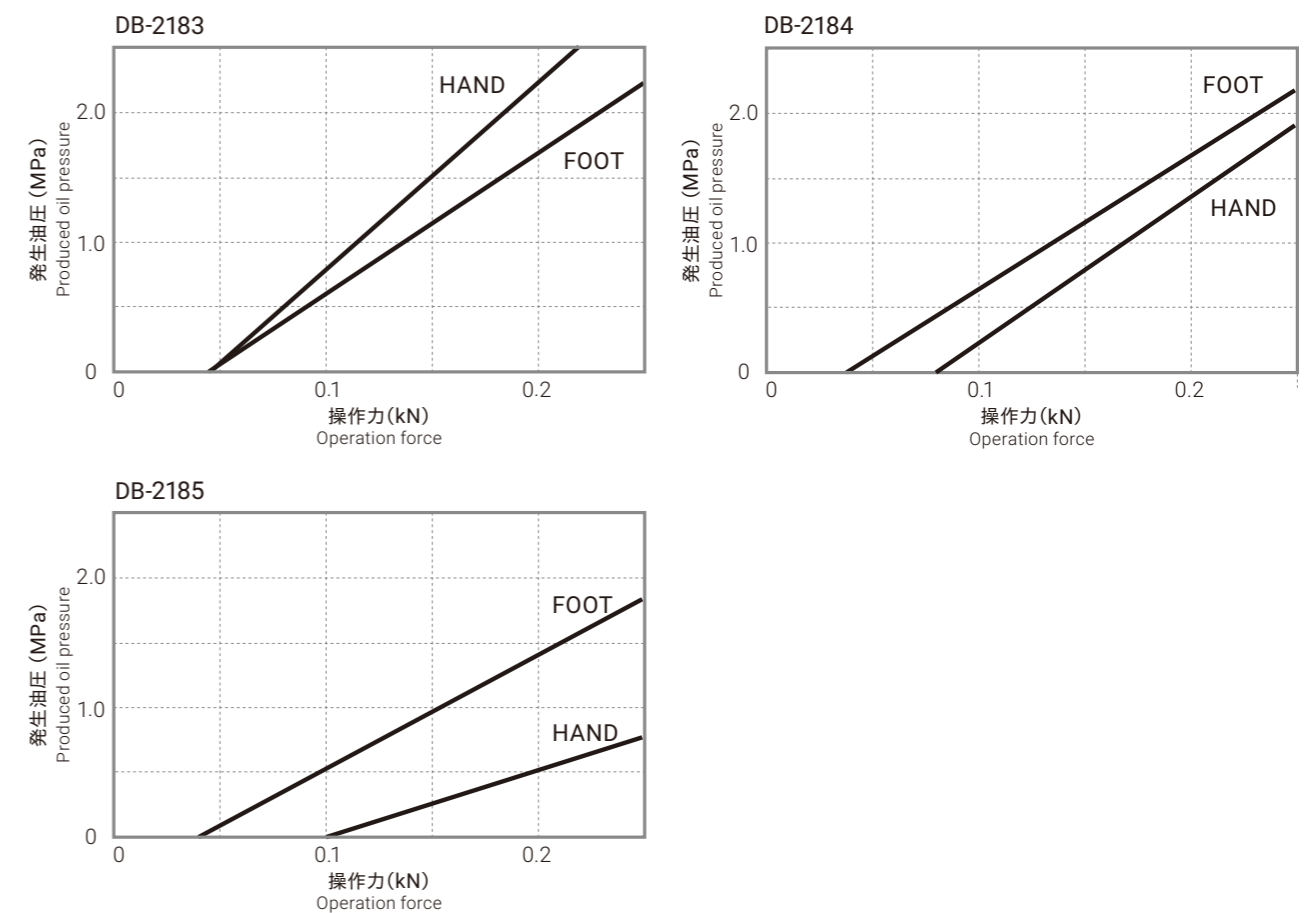 DB-2183
HAND
FOOT
2.0
1.0
0
発生油圧（MPa）
Produced oil pressure
0
0.1
0.2
操作力（kN）
Operation force
DB-2184
FOOT
HAND
2.0
1.0
0
発生油圧（MPa）
Produced oil pressure
0
0.1
0.2
操作力（kN）
Operation force
DB-2185
FOOT
HAND
2.0
1.0
0
発生油圧（MPa）
Produced oil pressure
0
0.1
0.2
操作力（kN）
Operation force